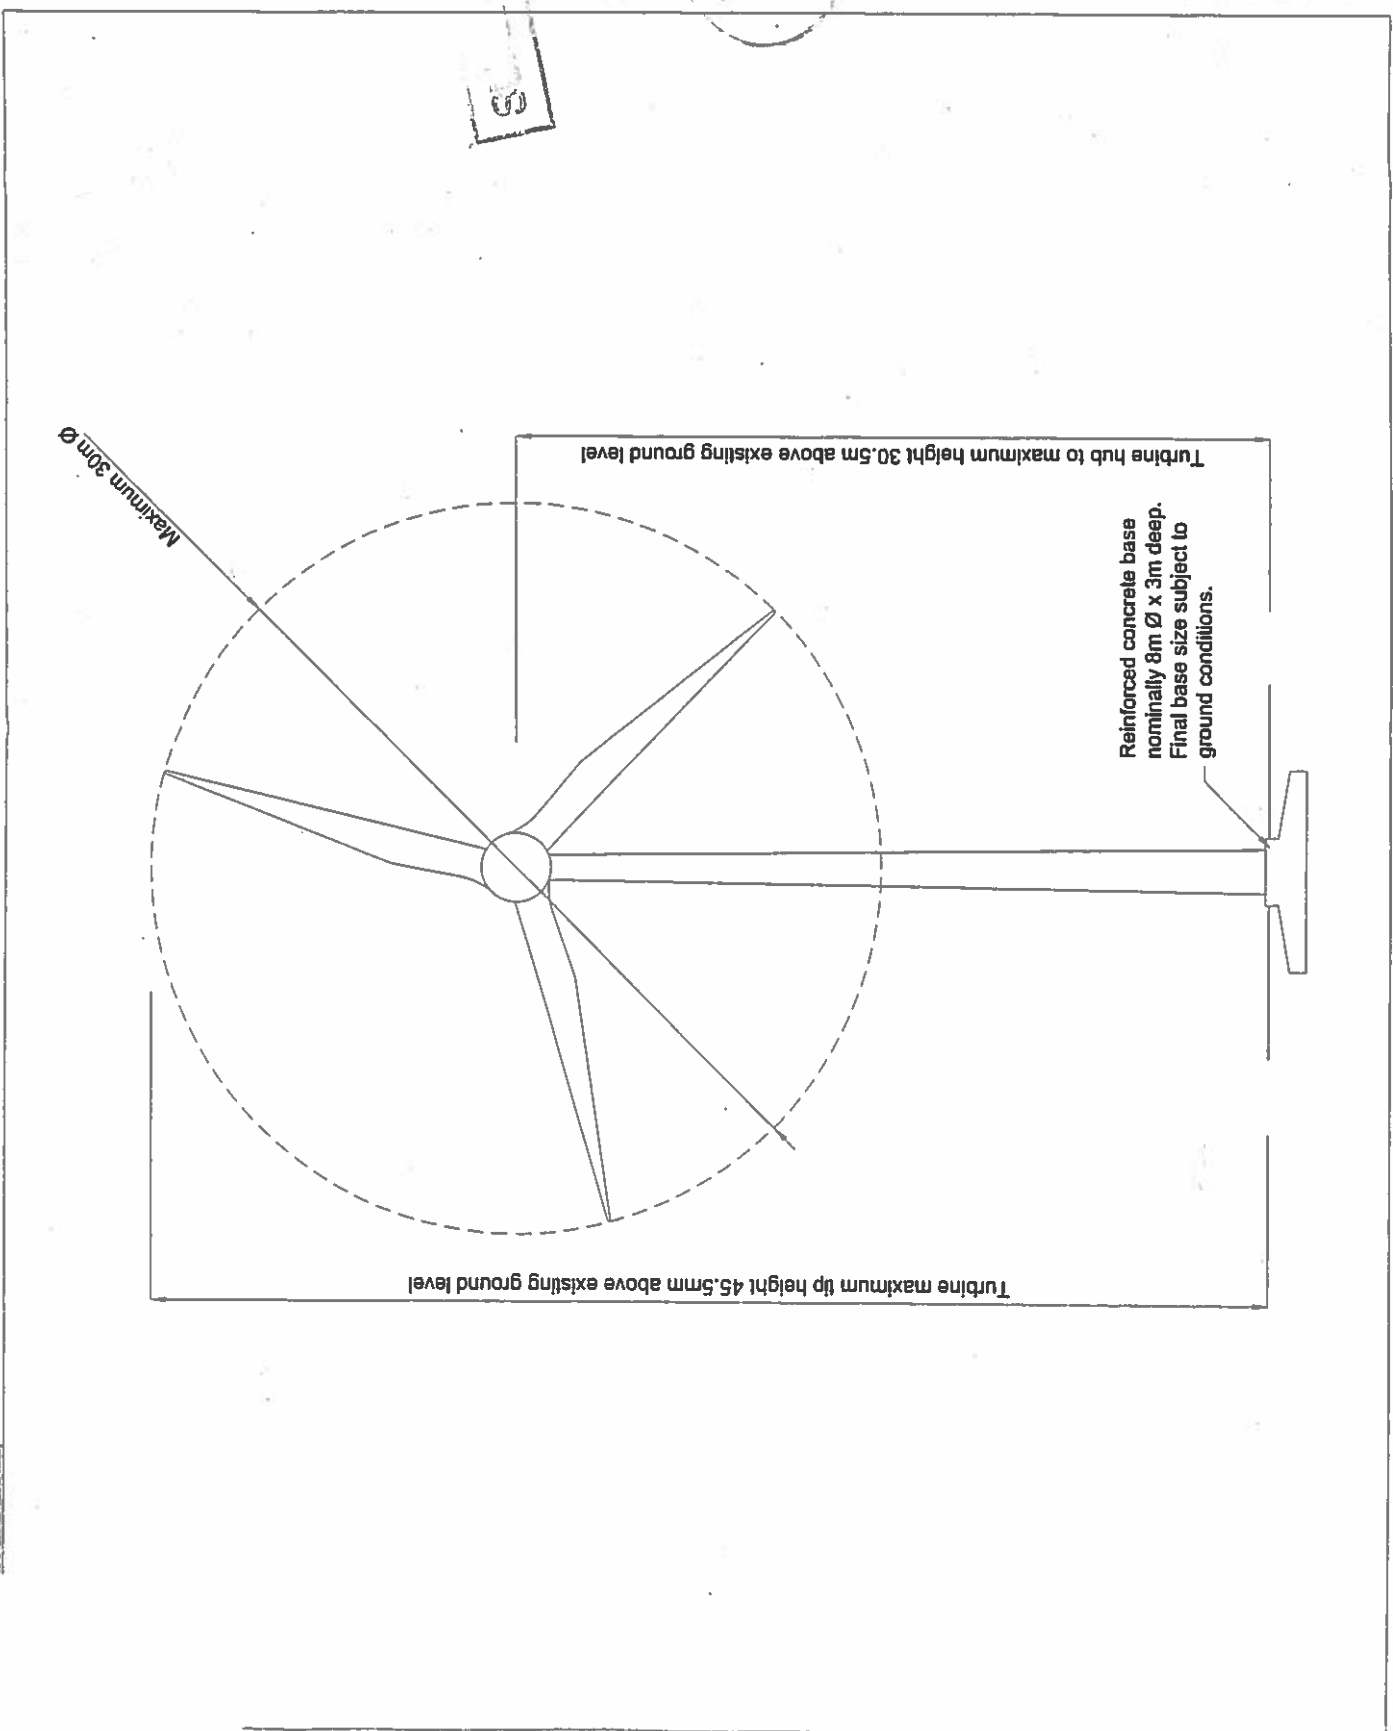 Maximum 30m Ø
Turbine hub to maximum height 30.5m above existing ground level
Reinforced concrete base
nominally 8m Ø x 3m deep.
Final base size subject to
ground conditions.
Turbine maximum tip height 45.5mm above existing ground level
S